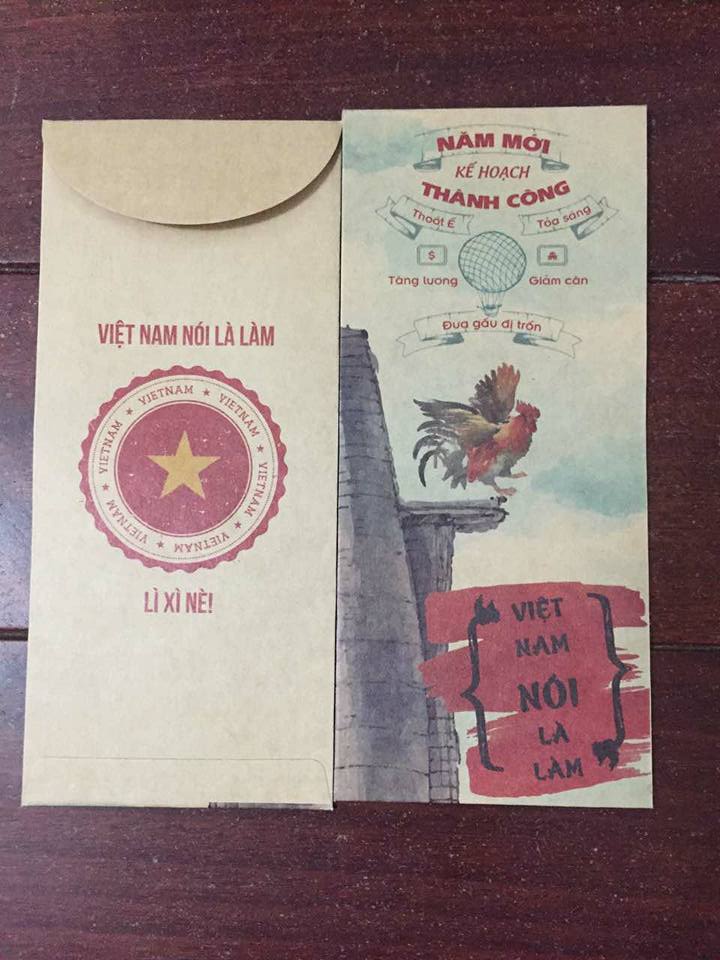 VIỆT NAM NÓI LÀ LÀM
VIETNAM ★ VIETNAM ★ VIETNAM ★ VIETNAM ★ VIETNAM ★ VIETNAM ★ VIETNAM ★
LÌ XÌ NÈ!
NĂM MỚI
KẾ HOẠCH
THÀNH CÔNG
Thoát Ế
Tỏa sáng
$
Tăng lương
Giảm cân
Đưa gấu đi trốn
“ VIỆT
NAM
NÓI
LÀ
LÀM ”